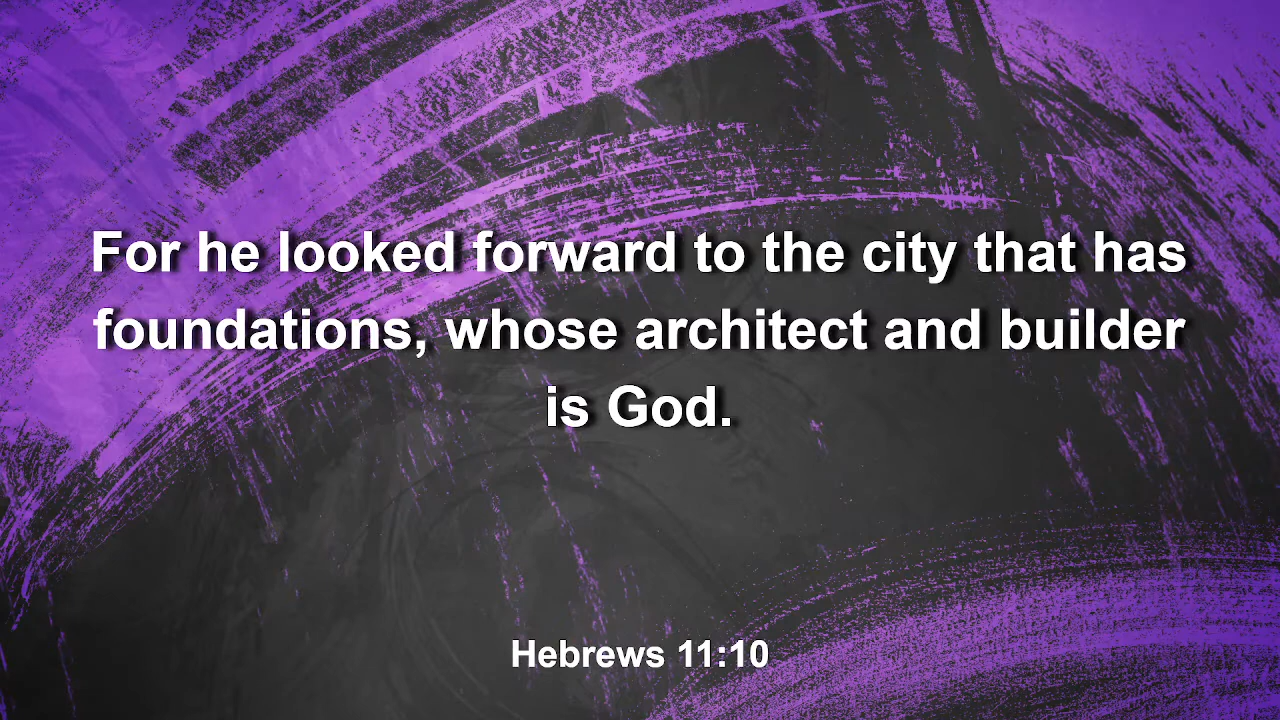 For he looked forward to the city that has
foundations, whose architect and builder
is God.
Hebrews 11:10